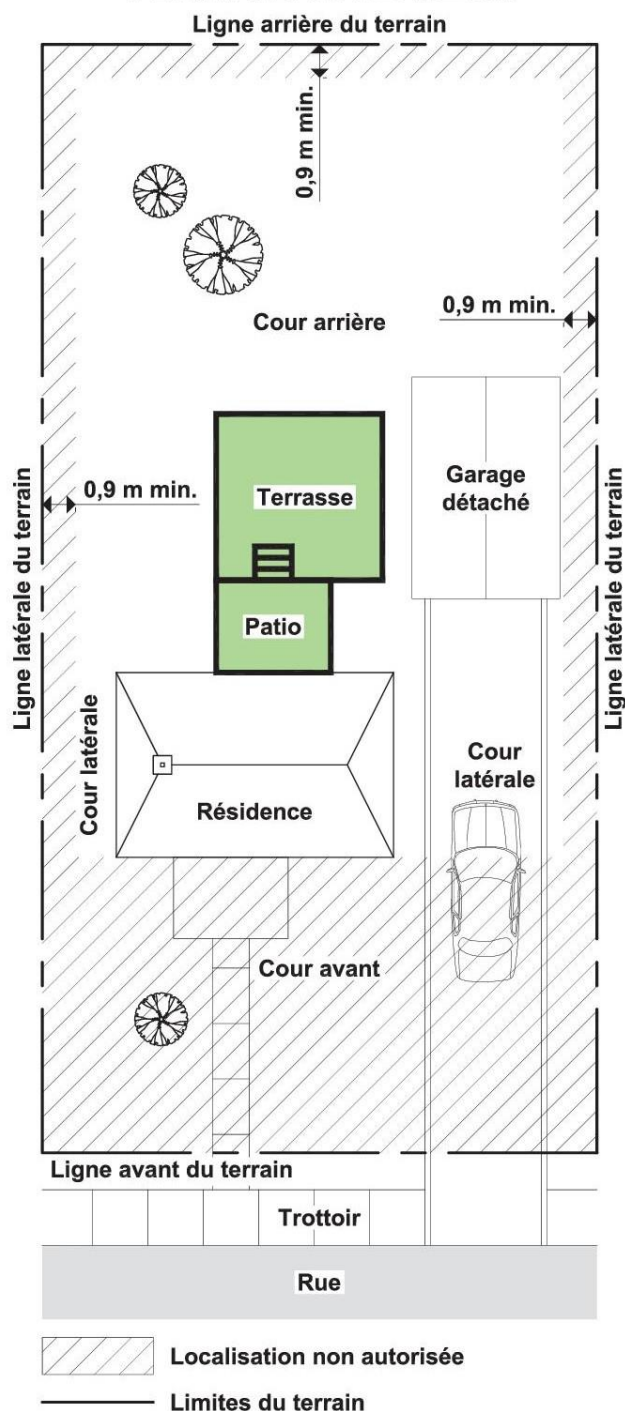 Ligne arrière du terrain
0,9 m min.
Cour arrière
0,9 m min.
Ligne latérale du terrain
0,9 m min.
Terrasse
Garage
détaché
Ligne latérale du terrain
Patio
Cour latérale
Résidence
Cour
latérale
Cour avant
Ligne avant du terrain
Trottoir
Rue
Localisation non autorisée
Limites du terrain